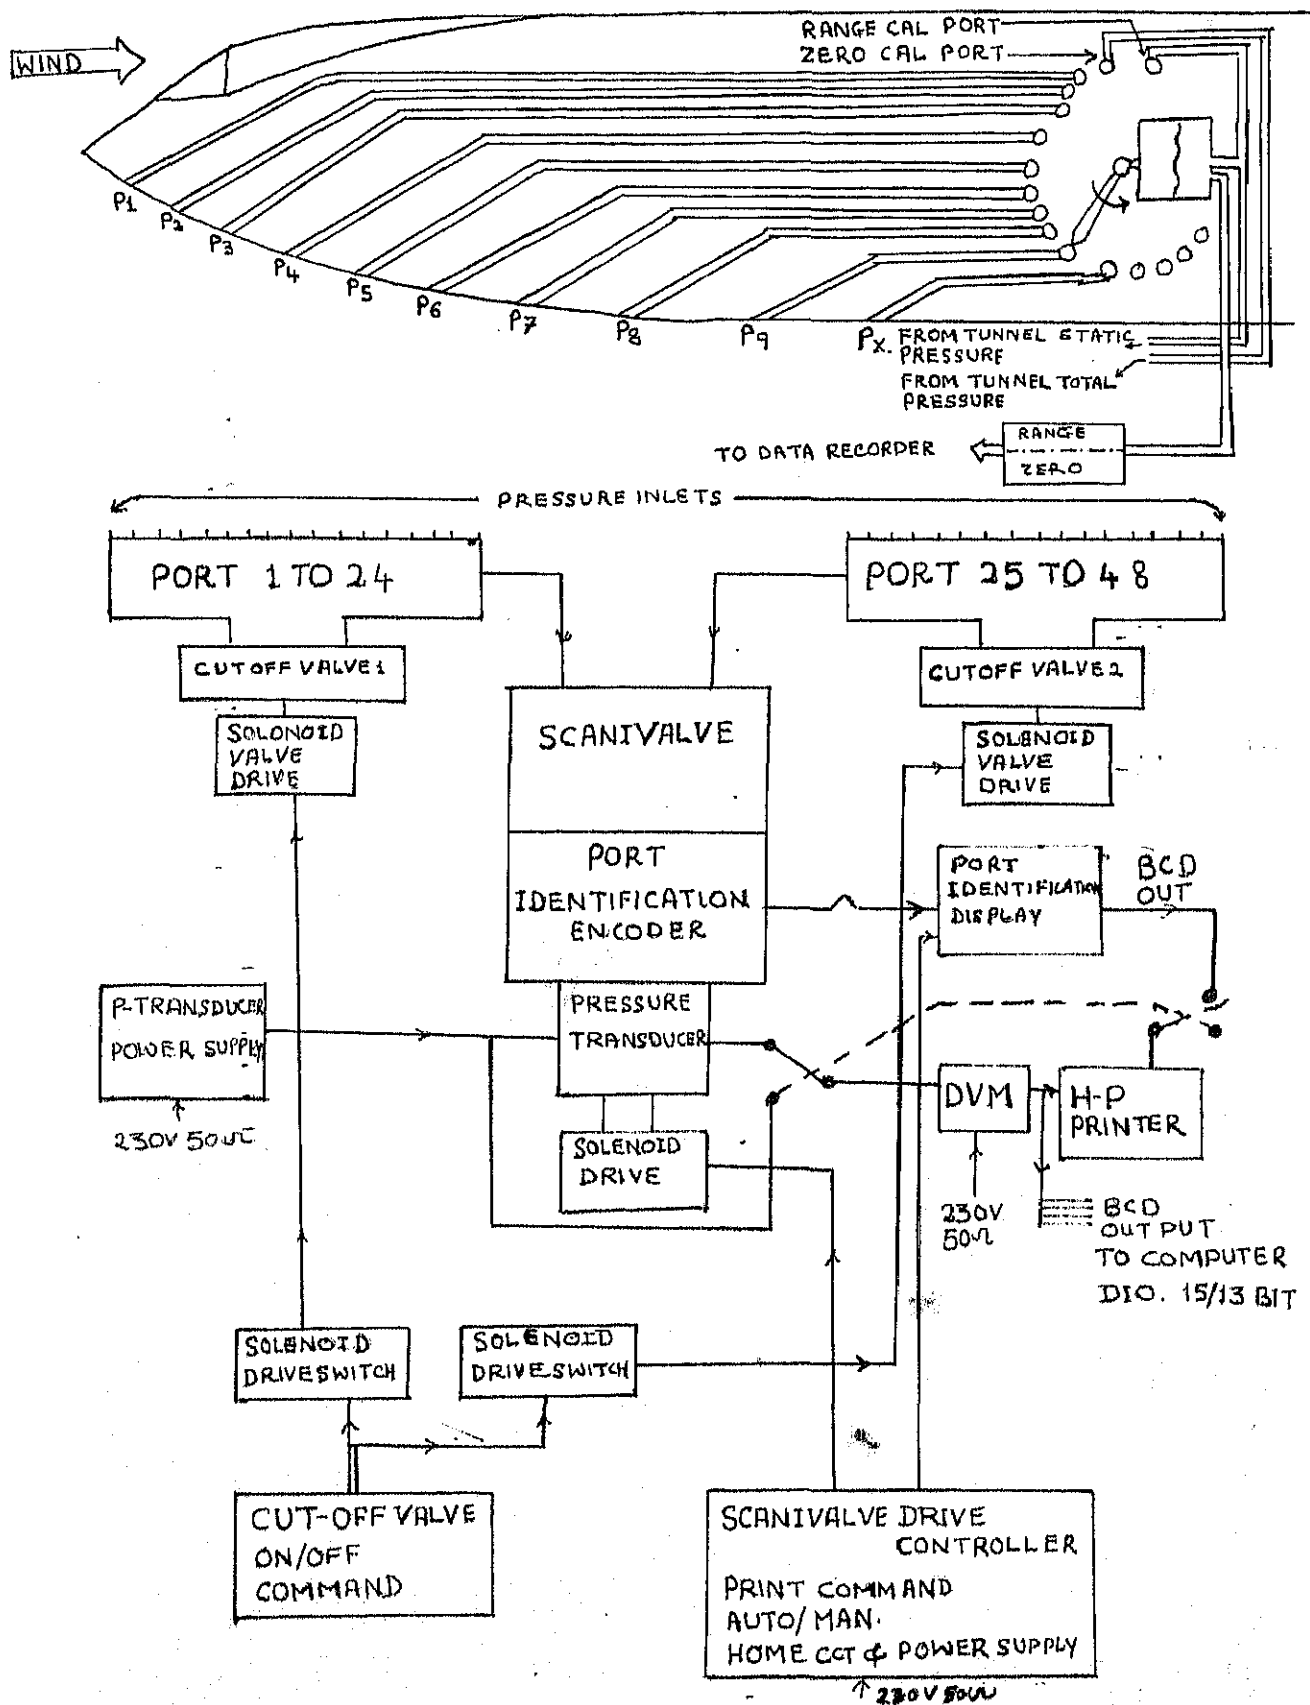 RANGE CAL PORT
ZERO CAL PORT
WIND
P1
P2
P3
P4
P5
P6
P7
P8
P9
PX.
FROM TUNNEL STATIC
PRESSURE
FROM TUNNEL TOTAL
PRESSURE
TO DATA RECORDER
RANGE
ZERO
PRESSURE INLETS
PORT 1 TO 24
PORT 25 TO 48
CUTOFF VALVE 1
CUTOFF VALVE 2
SOLONOID
VALVE
DRIVE
SCANIVALVE
SOLENOID
VALVE
DRIVE
PORT
IDENTIFICATION
ENCODER
PORT
IDENTIFICATION
DISPLAY
BCD
OUT
P-TRANSDUCER
POWER SUPPLY
230V 50
PRESSURE
TRANSDUCER
SOLENOID
DRIVE
DVM
H-P
PRINTER
230V
50
BCD
OUTPUT
TO COMPUTER
DIO. 15/13 BIT
SOLENOID
DRIVESWITCH
SOLENOID
DRIVESWITCH
CUT-OFF VALVE
ON/OFF
COMMAND
SCANIVALVE DRIVE
CONTROLLER
PRINT COMMAND
AUTO/MAN.
HOME CCT & POWER SUPPLY
230V 50